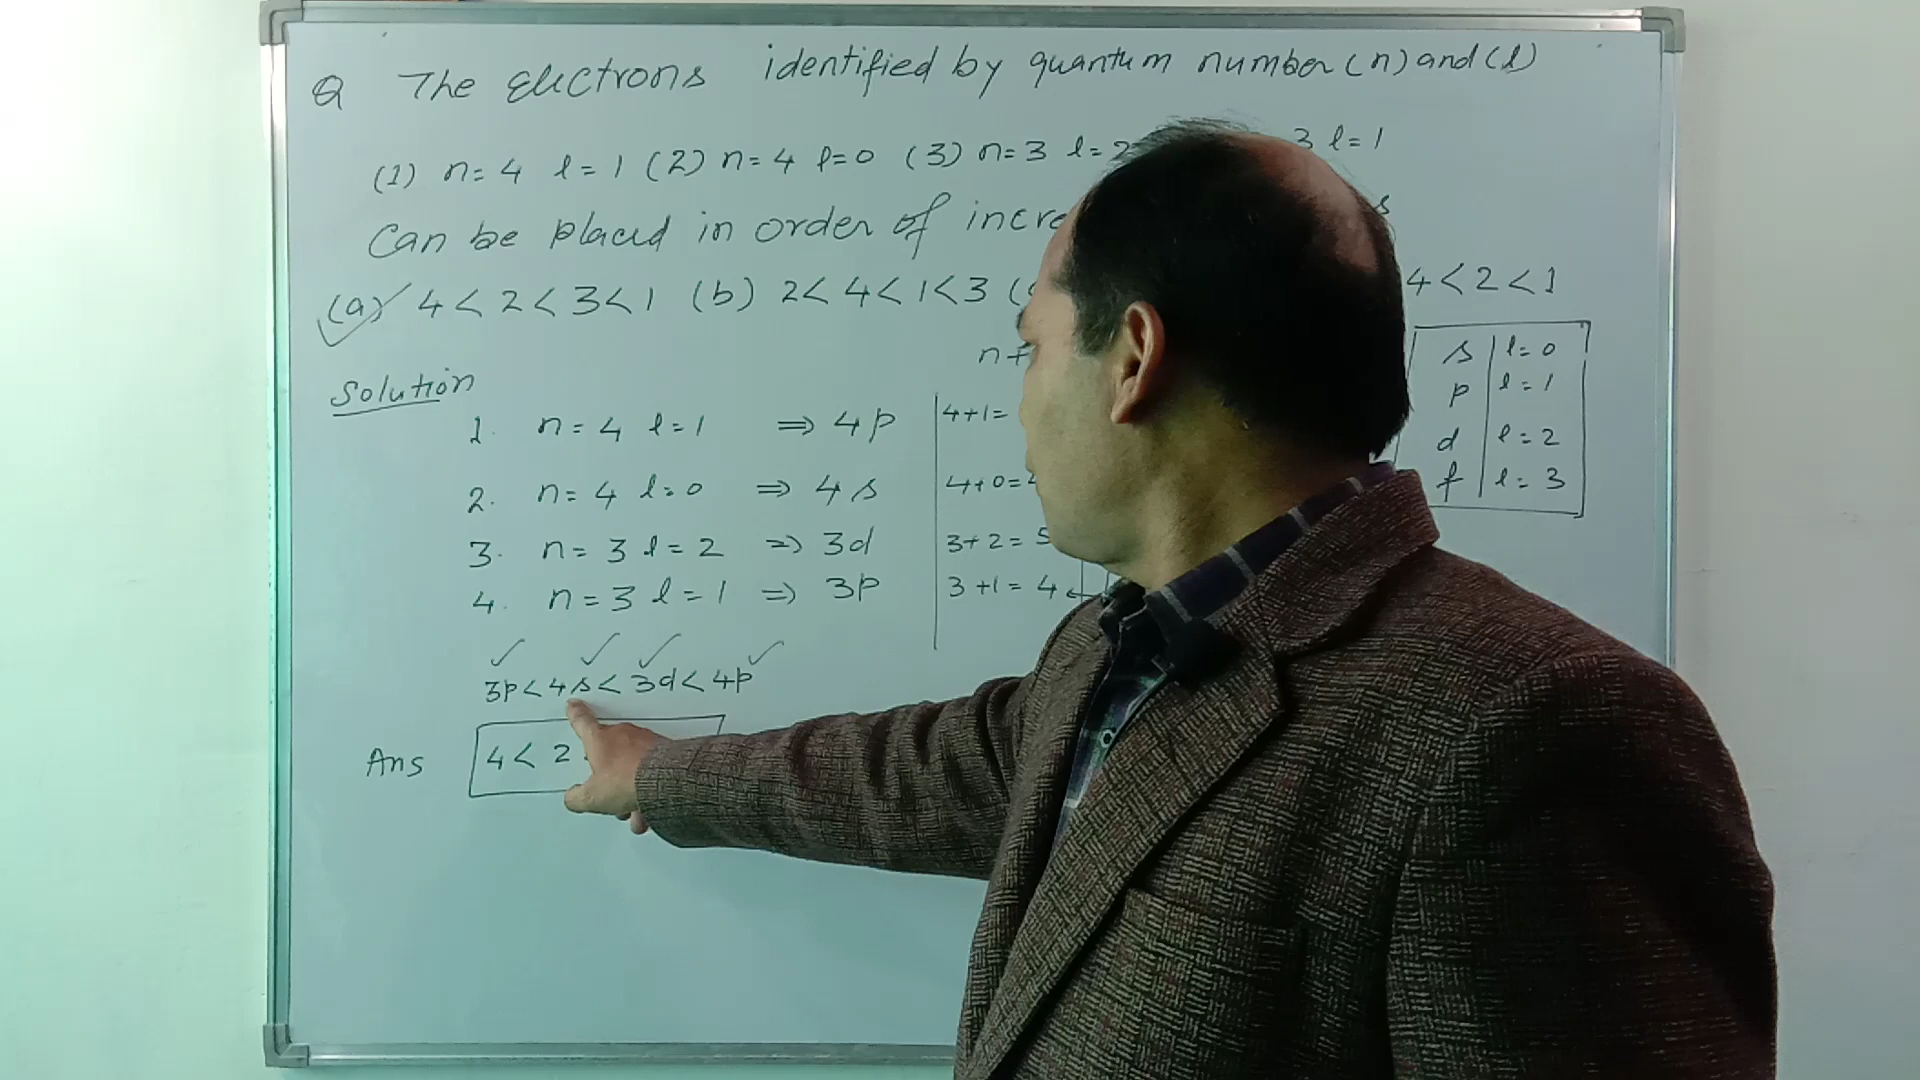 Q The Electrons identified by quantum number (n) and (l)
(1) n=4 l=1 (2) n=4 l=0 (3) n=3 l=2 3 l=1
Can be placed in order of
(a) 4<2<3<1 (b) 2<4<1<3 4<2<1
n+
Solution
1. n=4 l=1 ⇒ 4p 4+1=
2. n=4 l=0 ⇒ 4s 4+0=4
3. n=3 l=2 ⇒ 3d 3+2=5
4. n=3 l=1 ⇒ 3p 3+1=4
s l=0
p l=1
d l=2
f l=3
3p<4s<3d<4p
Ans 4<2